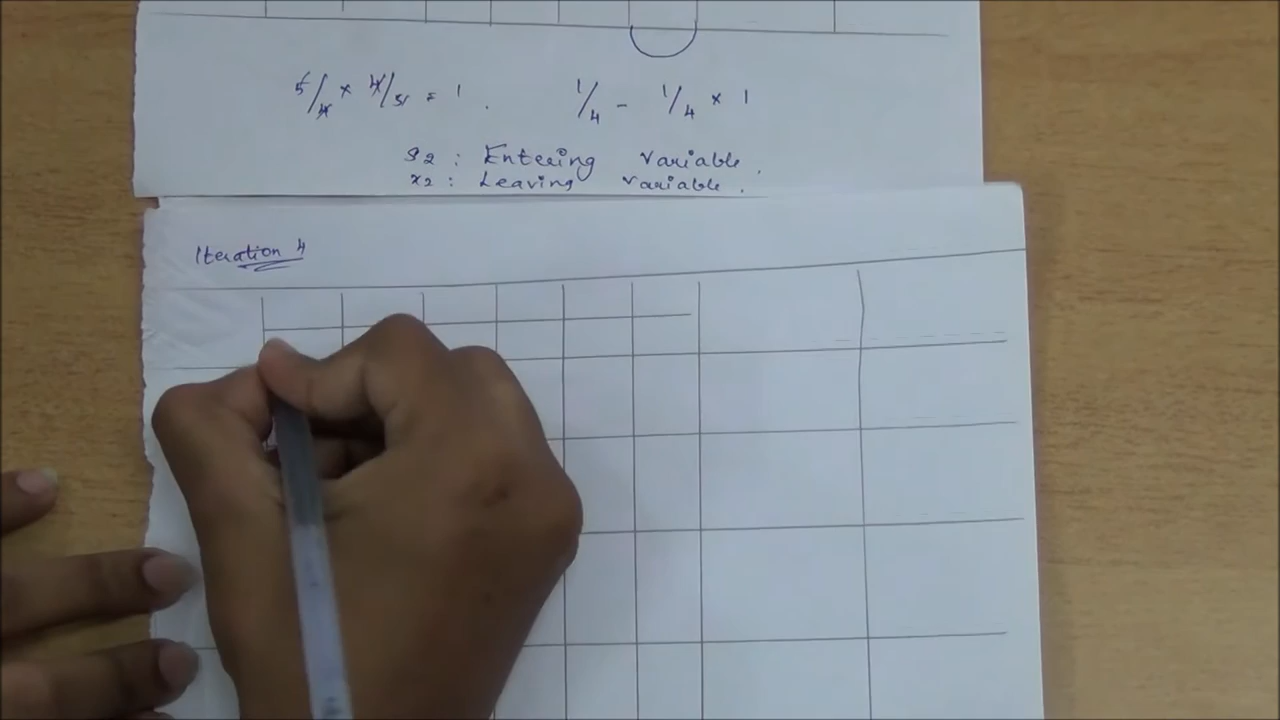 5/4 × 4/5 = 1 . 1/4 - 1/4 × 1
s2 : Entering variable.
x2 : Leaving variable.
Iteration 4